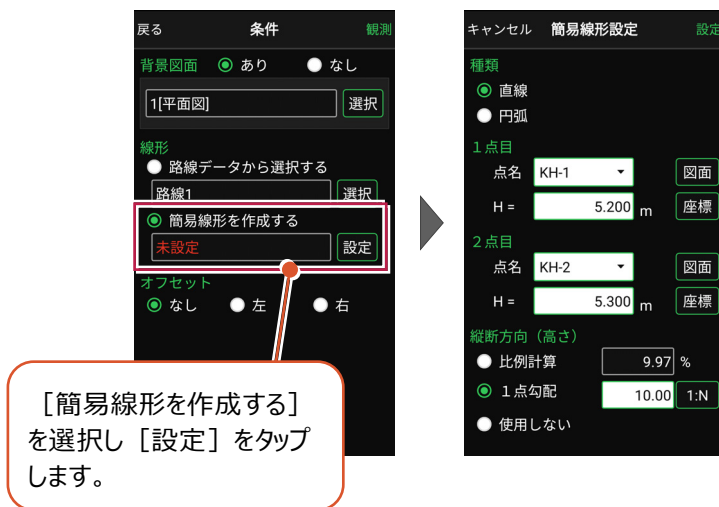 戻る 条件 観測
背景図面 あり なし
1[平面図] 選択
線形
路線データから選択する
路線1 選択
簡易線形を作成する
未設定 設定
オフセット
なし 左 右
［簡易線形を作成する］
を選択し［設定］をタップ
します。
キャンセル 簡易線形設定 設定
種類
直線
円弧
１点目
点名 KH-1 図面
H = 5.200 m 座標
２点目
点名 KH-2 図面
H = 5.300 m 座標
縦断方向（高さ）
比例計算 9.97 %
１点勾配 10.00 1:N
使用しない